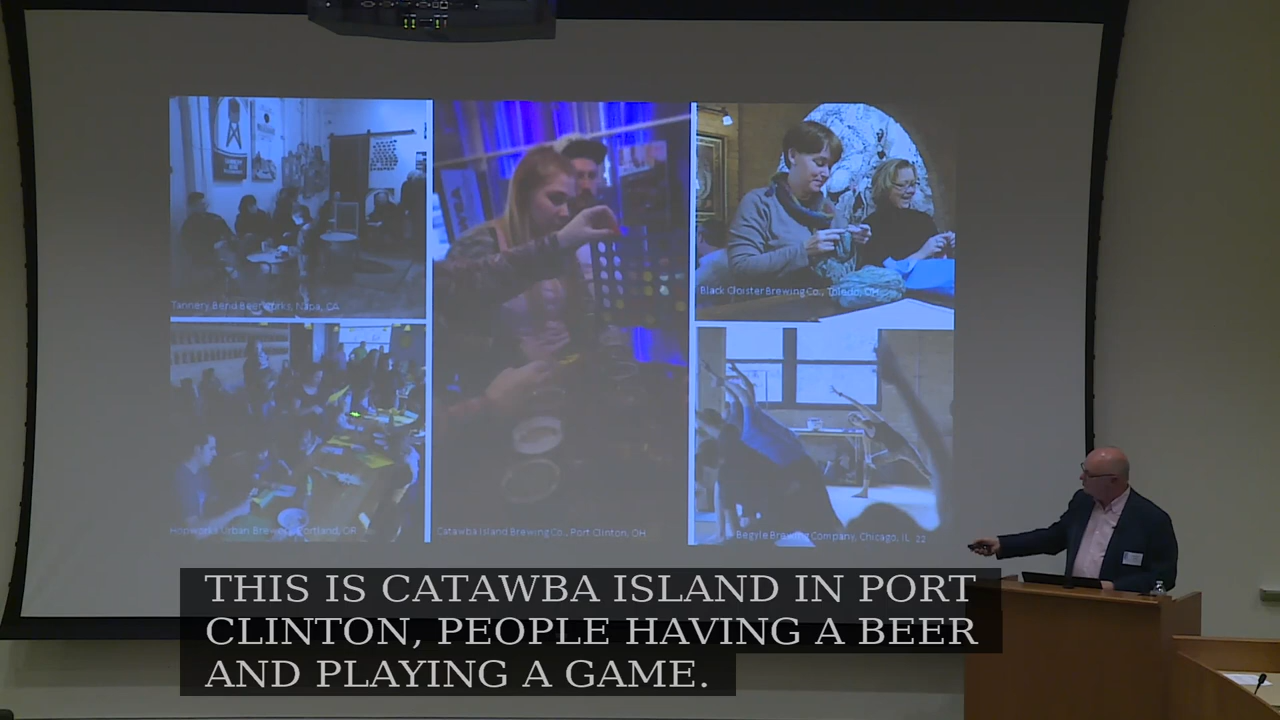 Tannery Bend Beerworks, Napa, CA
Black Cloister Brewing Co., Toledo, OH
Hopworks Urban Brewery, Portland, OR
Catawba Island Brewing Co., Port Clinton, OH
Begyle Brewing Company, Chicago, IL 22
THIS IS CATAWBA ISLAND IN PORT
CLINTON, PEOPLE HAVING A BEER
AND PLAYING A GAME.